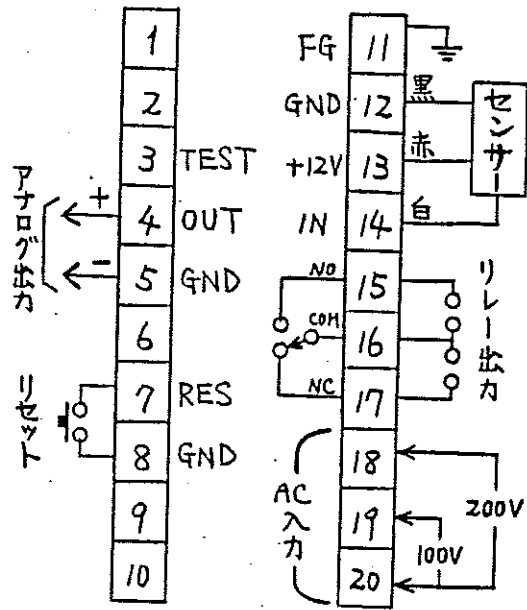 1
2
3 TEST
4 OUT
5 GND
6
7 RES
8 GND
9
10
アナログ出力
+
-
リセット
FG 11
GND 12 黒
+12V 13 赤
IN 14 白
センサー
NO 15
COM 16
NC 17
リレー出力
18
19
20
AC入力
100V
200V